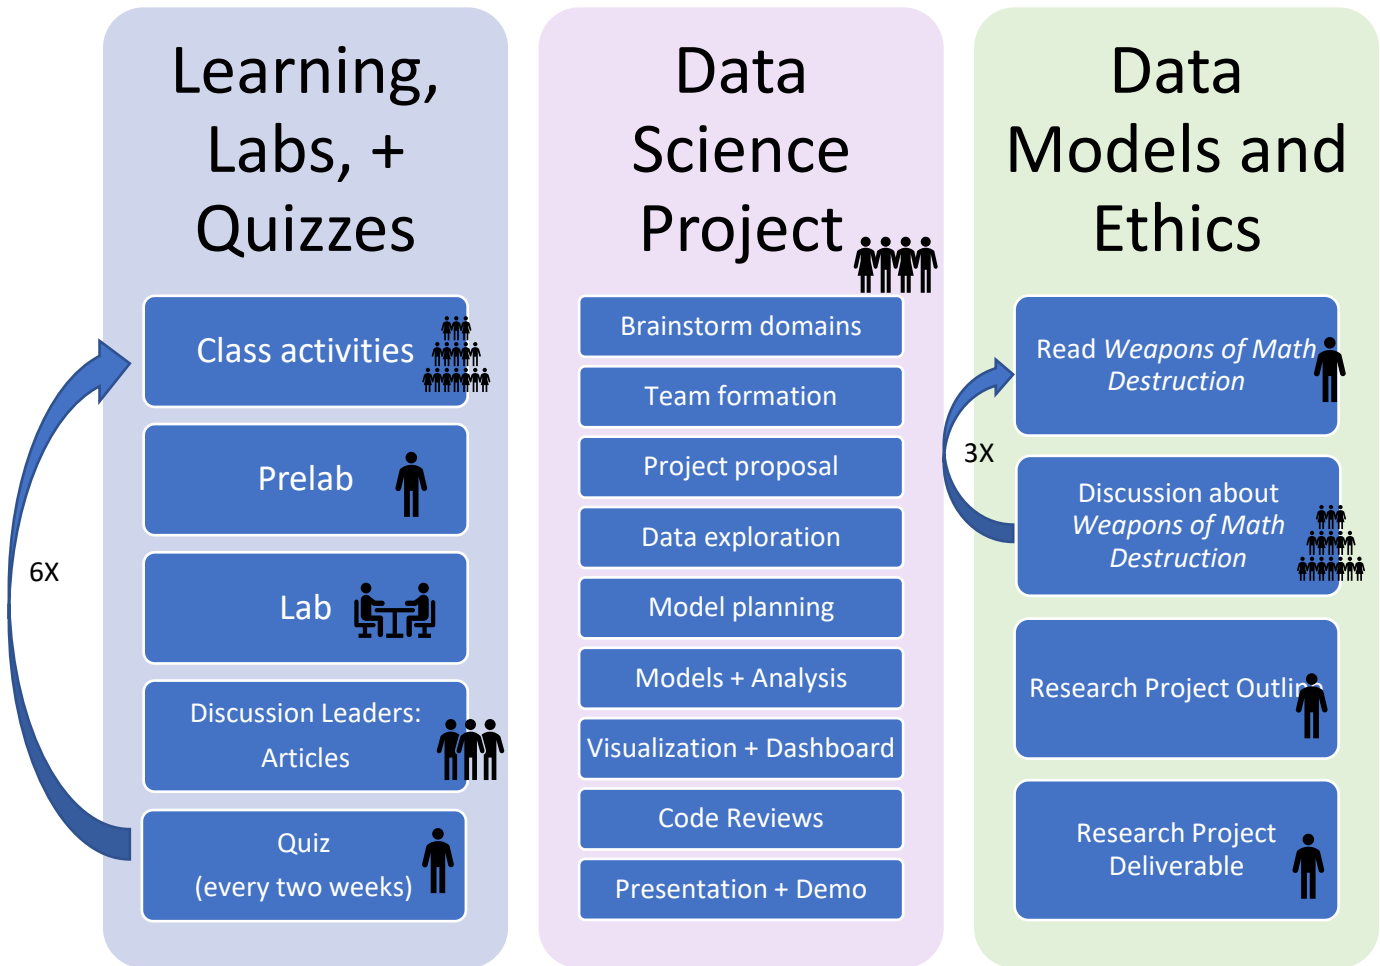 Learning,
Labs, +
Quizzes
Class activities
Prelab
Lab
Discussion Leaders:
Articles
Quiz
(every two weeks)
6X
Data
Science
Project
Brainstorm domains
Team formation
Project proposal
Data exploration
Model planning
Models + Analysis
Visualization + Dashboard
Code Reviews
Presentation + Demo
Data
Models and
Ethics
Read Weapons of Math
Destruction
3X
Discussion about
Weapons of Math
Destruction
Research Project Outline
Research Project
Deliverable